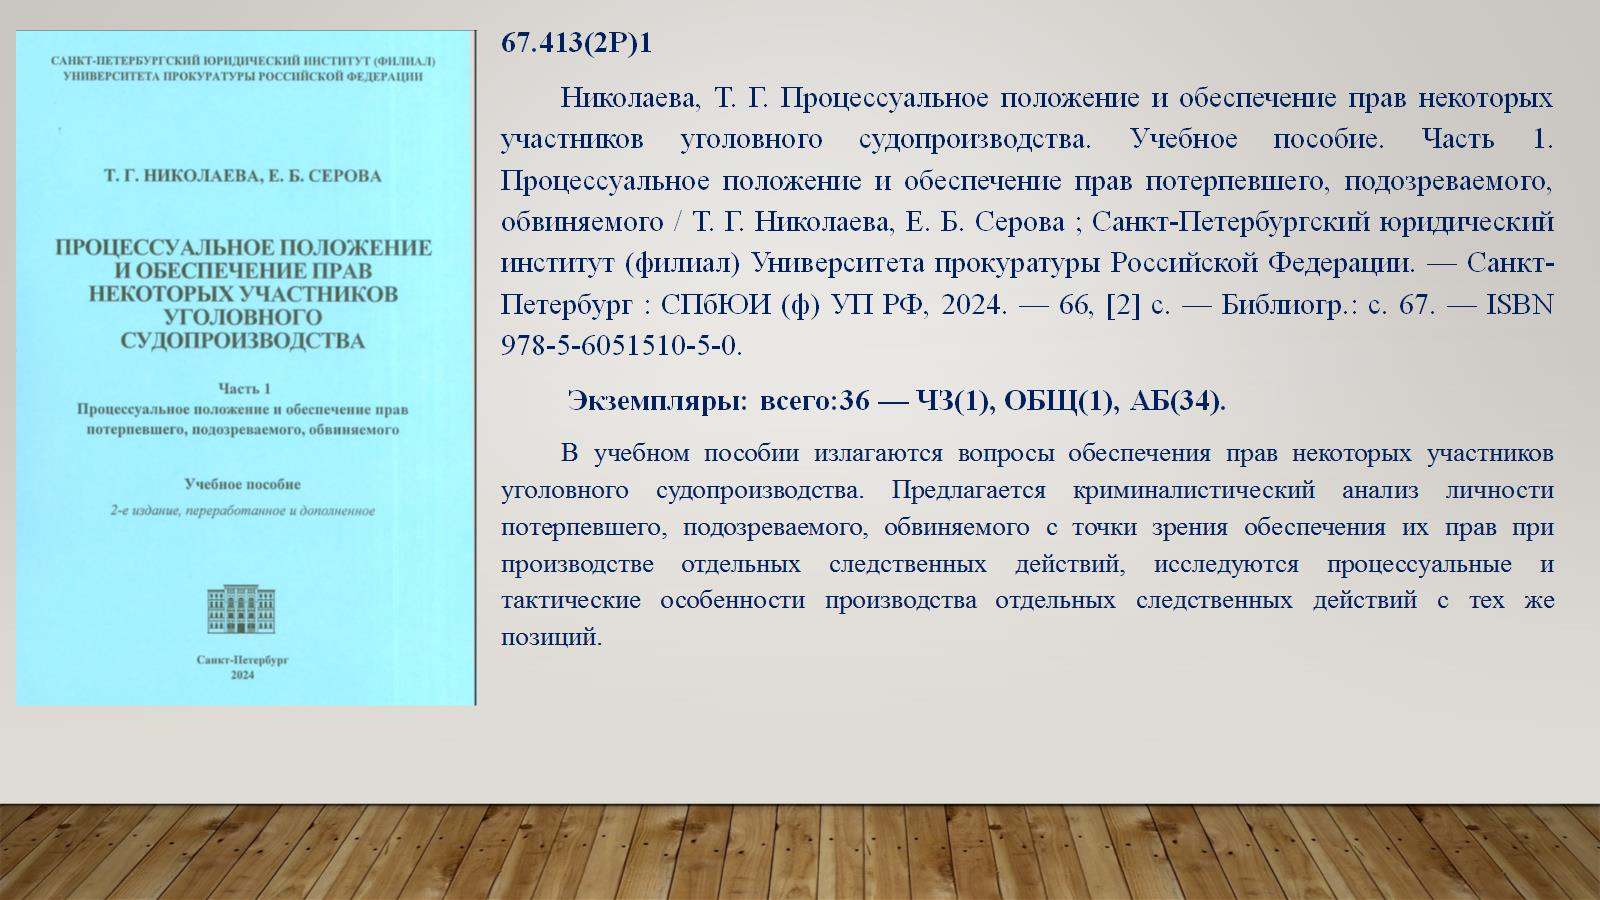 САНКТ-ПЕТЕРБУРГСКИЙ ЮРИДИЧЕСКИЙ ИНСТИТУТ (ФИЛИАЛ)
УНИВЕРСИТЕТА ПРОКУРАТУРЫ РОССИЙСКОЙ ФЕДЕРАЦИИ
Т. Г. НИКОЛАЕВА, Е. Б. СЕРОВА
ПРОЦЕССУАЛЬНОЕ ПОЛОЖЕНИЕ
И ОБЕСПЕЧЕНИЕ ПРАВ
НЕКОТОРЫХ УЧАСТНИКОВ
УГОЛОВНОГО
СУДОПРОИЗВОДСТВА
Часть 1
Процессуальное положение и обеспечение прав
потерпевшего, подозреваемого, обвиняемого
Учебное пособие
2-е издание, переработанное и дополненное
Санкт-Петербург
2024
67.413(2Р)1
Николаева, Т. Г. Процессуальное положение и обеспечение прав некоторых
участников уголовного судопроизводства. Учебное пособие. Часть 1.
Процессуальное положение и обеспечение прав потерпевшего, подозреваемого,
обвиняемого / Т. Г. Николаева, Е. Б. Серова ; Санкт-Петербургский юридический
институт (филиал) Университета прокуратуры Российской Федерации. — Санкт-
Петербург : СПбЮИ (ф) УП РФ, 2024. — 66, [2] с. — Библиогр.: с. 67. — ISBN
978-5-6051510-5-0.
Экземпляры: всего:36 — ЧЗ(1), ОБЩ(1), АБ(34).
В учебном пособии излагаются вопросы обеспечения прав некоторых участников
уголовного судопроизводства. Предлагается криминалистический анализ личности
потерпевшего, подозреваемого, обвиняемого с точки зрения обеспечения их прав при
производстве отдельных следственных действий, исследуются процессуальные и
тактические особенности производства отдельных следственных действий с тех же
позиций.